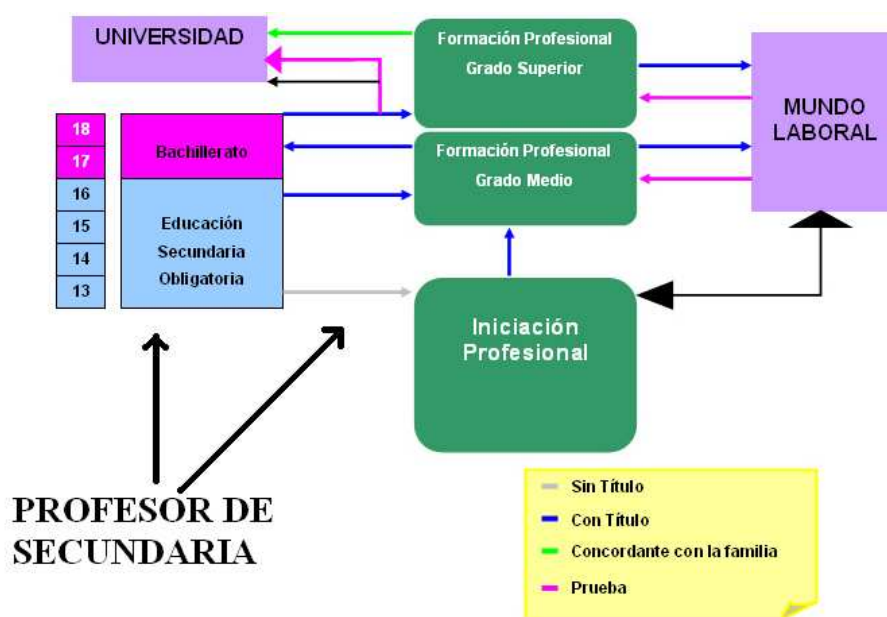 UNIVERSIDAD
Formación Profesional
Grado Superior
MUNDO
LABORAL
18
17
16
15
14
13
Bachillerato
Formación Profesional
Grado Medio
Educación
Secundaria
Obligatoria
Iniciación
Profesional
PROFESOR DE
SECUNDARIA
Sin Título
Con Título
Concordante con la familia
Prueba